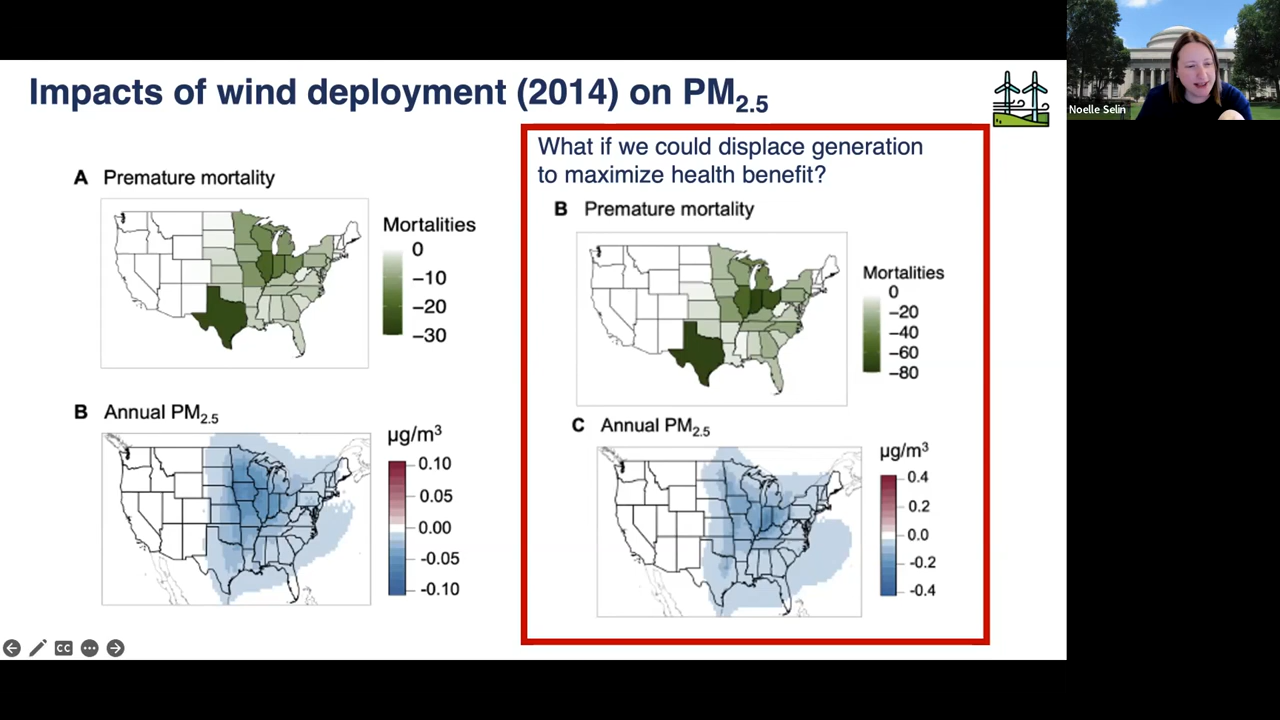 Impacts of wind deployment (2014) on PM2.5
Noelle Selin
A Premature mortality
Mortalities
0
−10
−20
−30
B Annual PM2.5
μg/m³
0.10
0.05
0.00
-0.05
-0.10
What if we could displace generation
to maximize health benefit?
B Premature mortality
Mortalities
0
−20
−40
−60
−80
C Annual PM2.5
μg/m³
0.4
0.2
0.0
-0.2
-0.4
CC